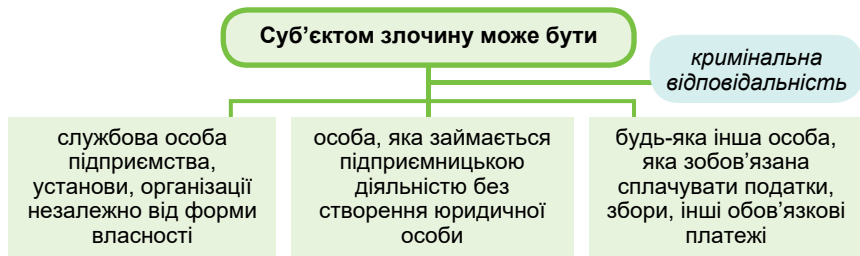 Суб’єктом злочину може бути
кримінальна
відповідальність
службова особа
підприємства,
установи, організації
незалежно від форми
власності
особа, яка займається
підприємницькою
діяльністю без
створення юридичної
особи
будь-яка інша особа,
яка зобов’язана
сплачувати податки,
збори, інші обов’язкові
платежі